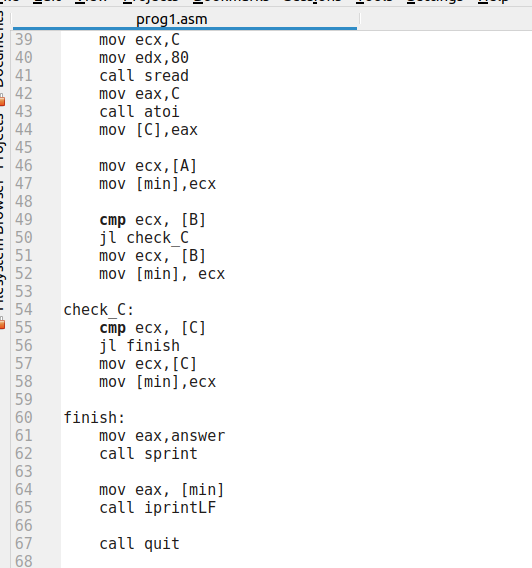 prog1.asm
39 mov ecx,C
40 mov edx,80
41 call sread
42 mov eax,C
43 call atoi
44 mov [C],eax
45
46 mov ecx,[A]
47 mov [min],ecx
48
49 cmp ecx, [B]
50 jl check_C
51 mov ecx, [B]
52 mov [min], ecx
53
54 check_C:
55 cmp ecx, [C]
56 jl finish
57 mov ecx,[C]
58 mov [min],ecx
59
60 finish:
61 mov eax,answer
62 call sprint
63
64 mov eax, [min]
65 call iprintLF
66
67 call quit
68
Projects